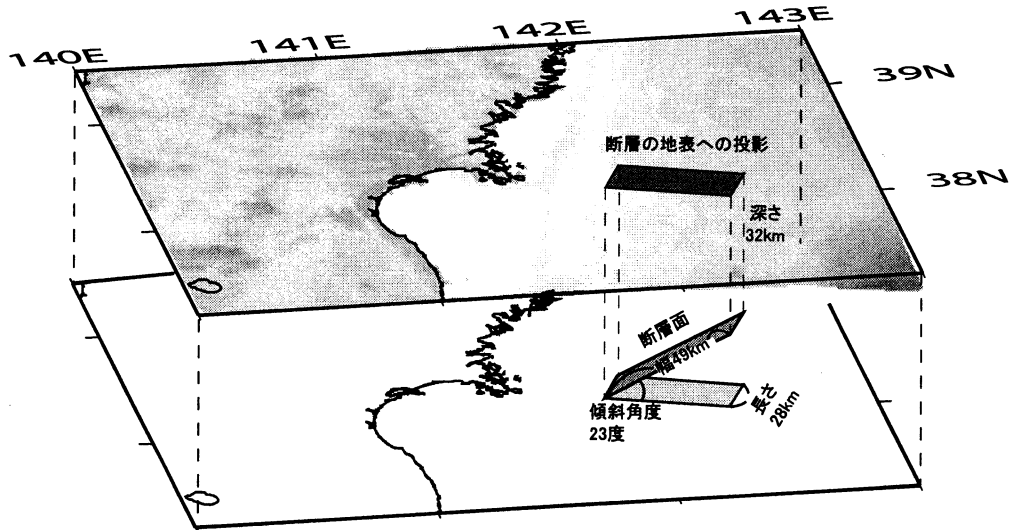 140E
141E
142E
143E
39N
38N
断層の地表への投影
深さ
32km
断層面
幅49km
傾斜角度
23度
長さ
28km